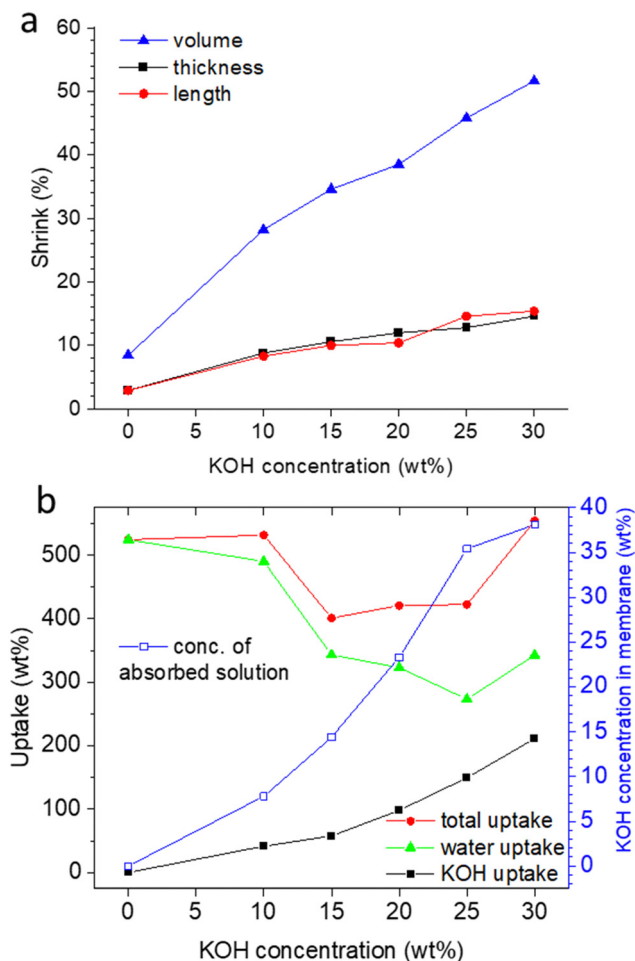 a
60
50
40
30
20
10
0
Shrink (%)
volume
thickness
length
0 5 10 15 20 25 30
KOH concentration (wt%)
b
500
400
300
200
100
0
Uptake (wt%)
conc. of
absorbed solution
total uptake
water uptake
KOH uptake
40
35
30
25
20
15
10
5
0
KOH concentration in membrane (wt%)
0 5 10 15 20 25 30
KOH concentration (wt%)